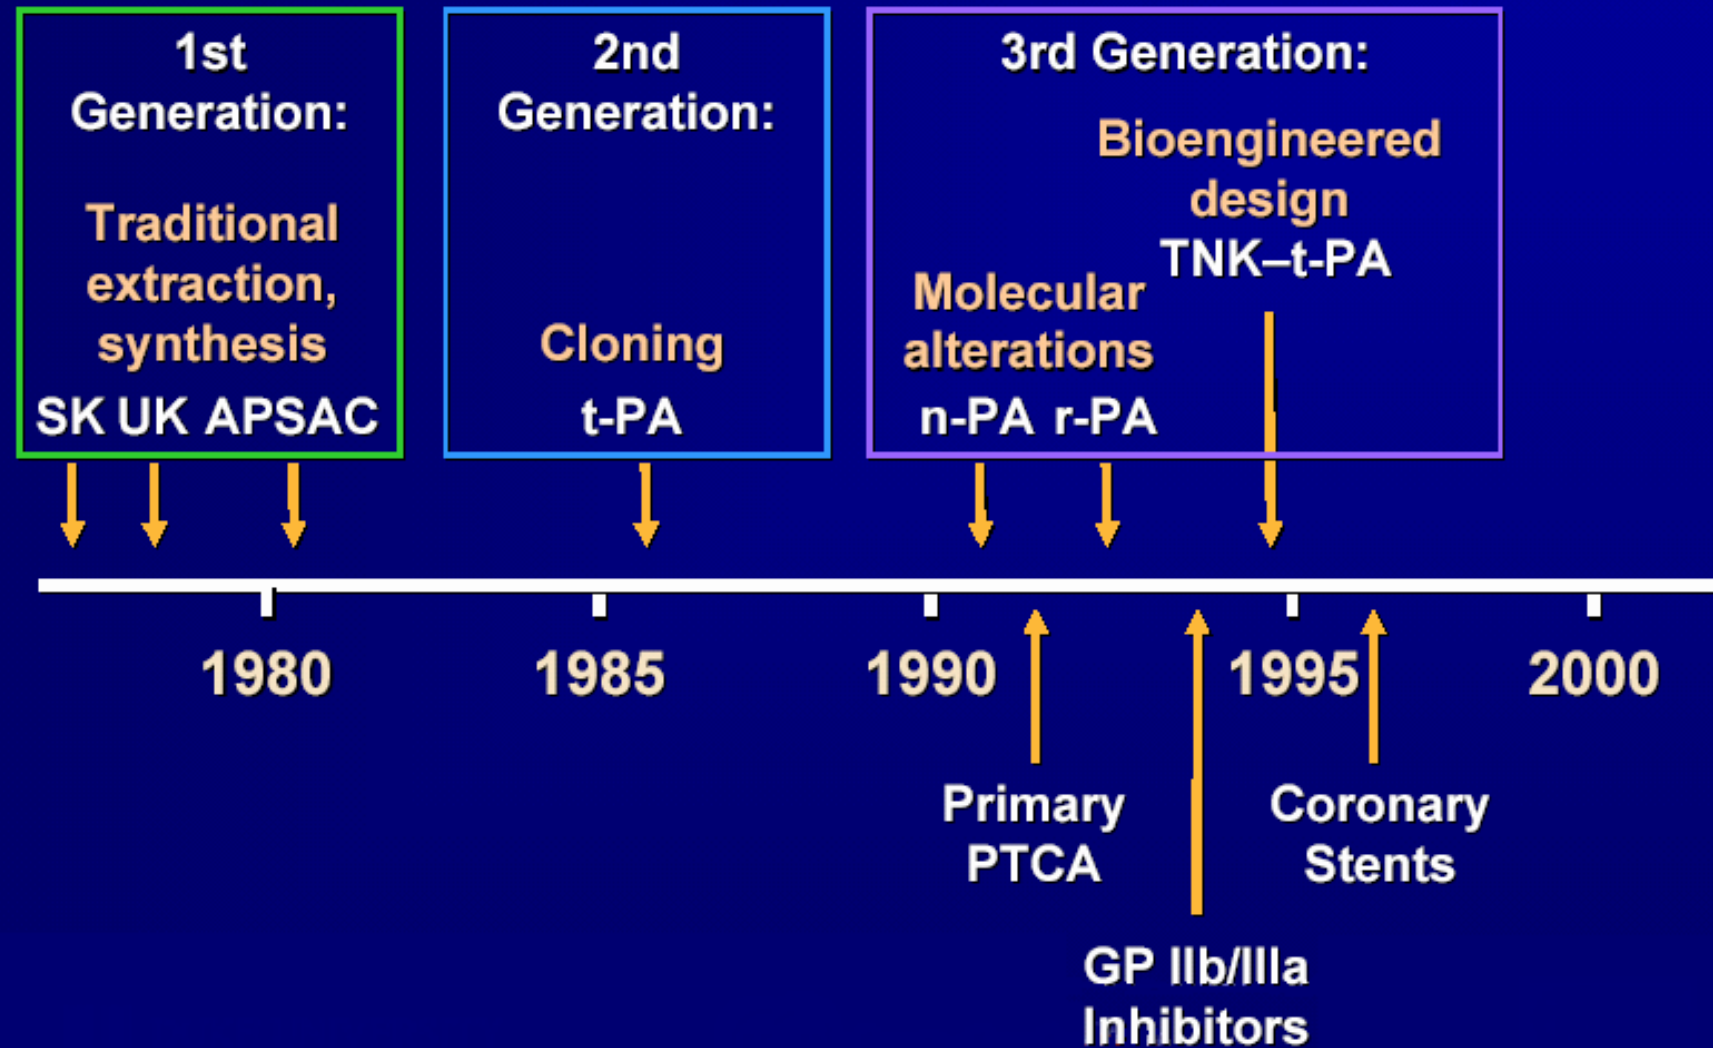 1st
Generation:
Traditional
extraction,
synthesis
SK UK APSAC
2nd
Generation:
Cloning
t-PA
3rd Generation:
Bioengineered
design
TNK–t-PA
Molecular
alterations
n-PA r-PA
1980 1985 1990 1995 2000
Primary
PTCA
GP IIb/IIIa
Inhibitors
Coronary
Stents